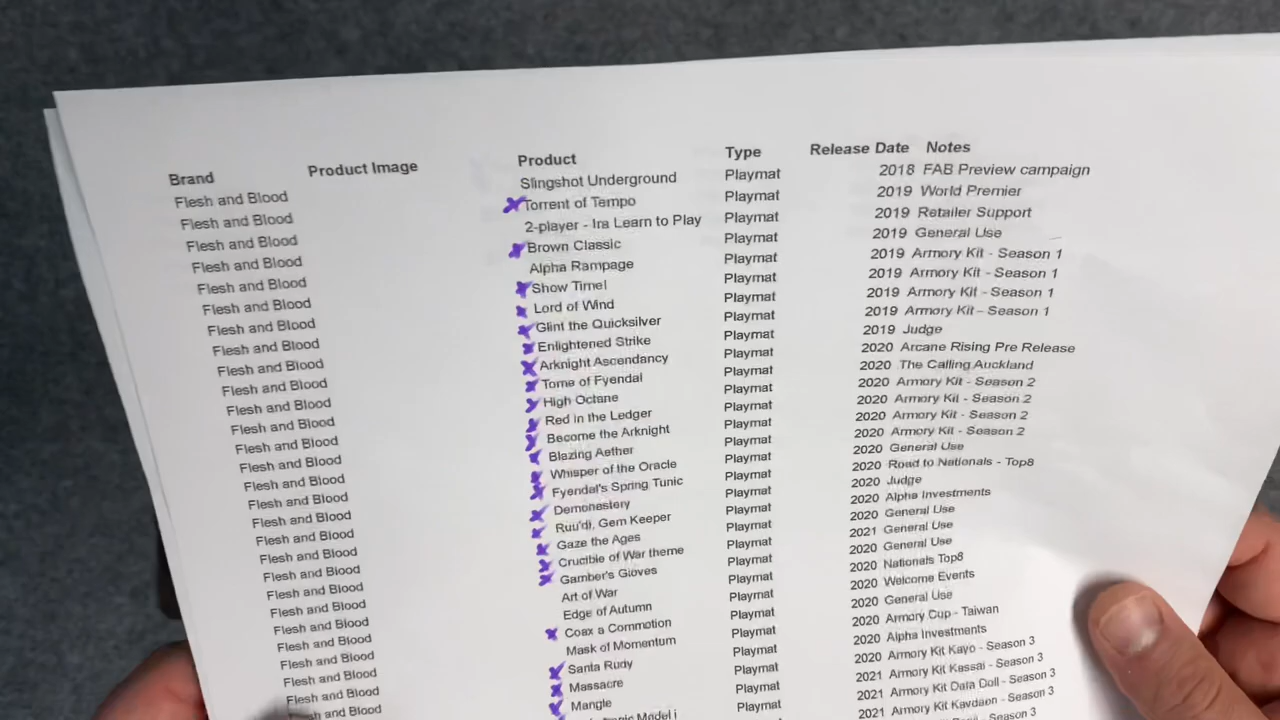 Brand Product Image Product Type Release Date Notes
Flesh and Blood Slingshot Underground Playmat 2018 FAB Preview campaign
Flesh and Blood Torrent of Tempo Playmat 2019 World Premier
Flesh and Blood 2-player - Ira Learn to Play Playmat 2019 Retailer Support
Flesh and Blood Brown Classic Playmat 2019 General Use
Flesh and Blood Alpha Rampage Playmat 2019 Armory Kit - Season 1
Flesh and Blood Show Time! Playmat 2019 Armory Kit - Season 1
Flesh and Blood Lord of Wind Playmat 2019 Armory Kit - Season 1
Flesh and Blood Glint the Quicksilver Playmat 2019 Armory Kit - Season 1
Flesh and Blood Enlightened Strike Playmat 2019 Judge
Flesh and Blood Arknight Ascendancy Playmat 2020 Arcane Rising Pre Release
Flesh and Blood Tome of Fyendal Playmat 2020 The Calling Auckland
Flesh and Blood High Octane Playmat 2020 Armory Kit - Season 2
Flesh and Blood Red in the Ledger Playmat 2020 Armory Kit - Season 2
Flesh and Blood Become the Arknight Playmat 2020 Armory Kit - Season 2
Flesh and Blood Blazing Aether Playmat 2020 Armory Kit - Season 2
Flesh and Blood Whisper of the Oracle Playmat 2020 General Use
Flesh and Blood Fyendal's Spring Tunic Playmat 2020 Road to Nationals - Top8
Flesh and Blood Demonastery Playmat 2020 Judge
Flesh and Blood Ruu'di, Gem Keeper Playmat 2020 Alpha Investments
Flesh and Blood Gaze the Ages Playmat 2020 General Use
Flesh and Blood Crucible of War theme Playmat 2021 General Use
Flesh and Blood Gamber's Gloves Playmat 2020 General Use
Flesh and Blood Art of War Playmat 2020 Nationals Top8
Flesh and Blood Edge of Autumn Playmat 2020 Welcome Events
Flesh and Blood Coax a Commotion Playmat 2020 General Use
Flesh and Blood Mask of Momentum Playmat 2020 Armory Cup - Taiwan
Flesh and Blood Santa Rudy Playmat 2020 Alpha Investments
Flesh and Blood Massacre Playmat 2020 Armory Kit Kayo - Season 3
Mangle Playmat 2021 Armory Kit Kassai - Season 3
2021 Armory Kit Data Doll - Season 3
2021 Armory Kit Kavdaen - Season 3